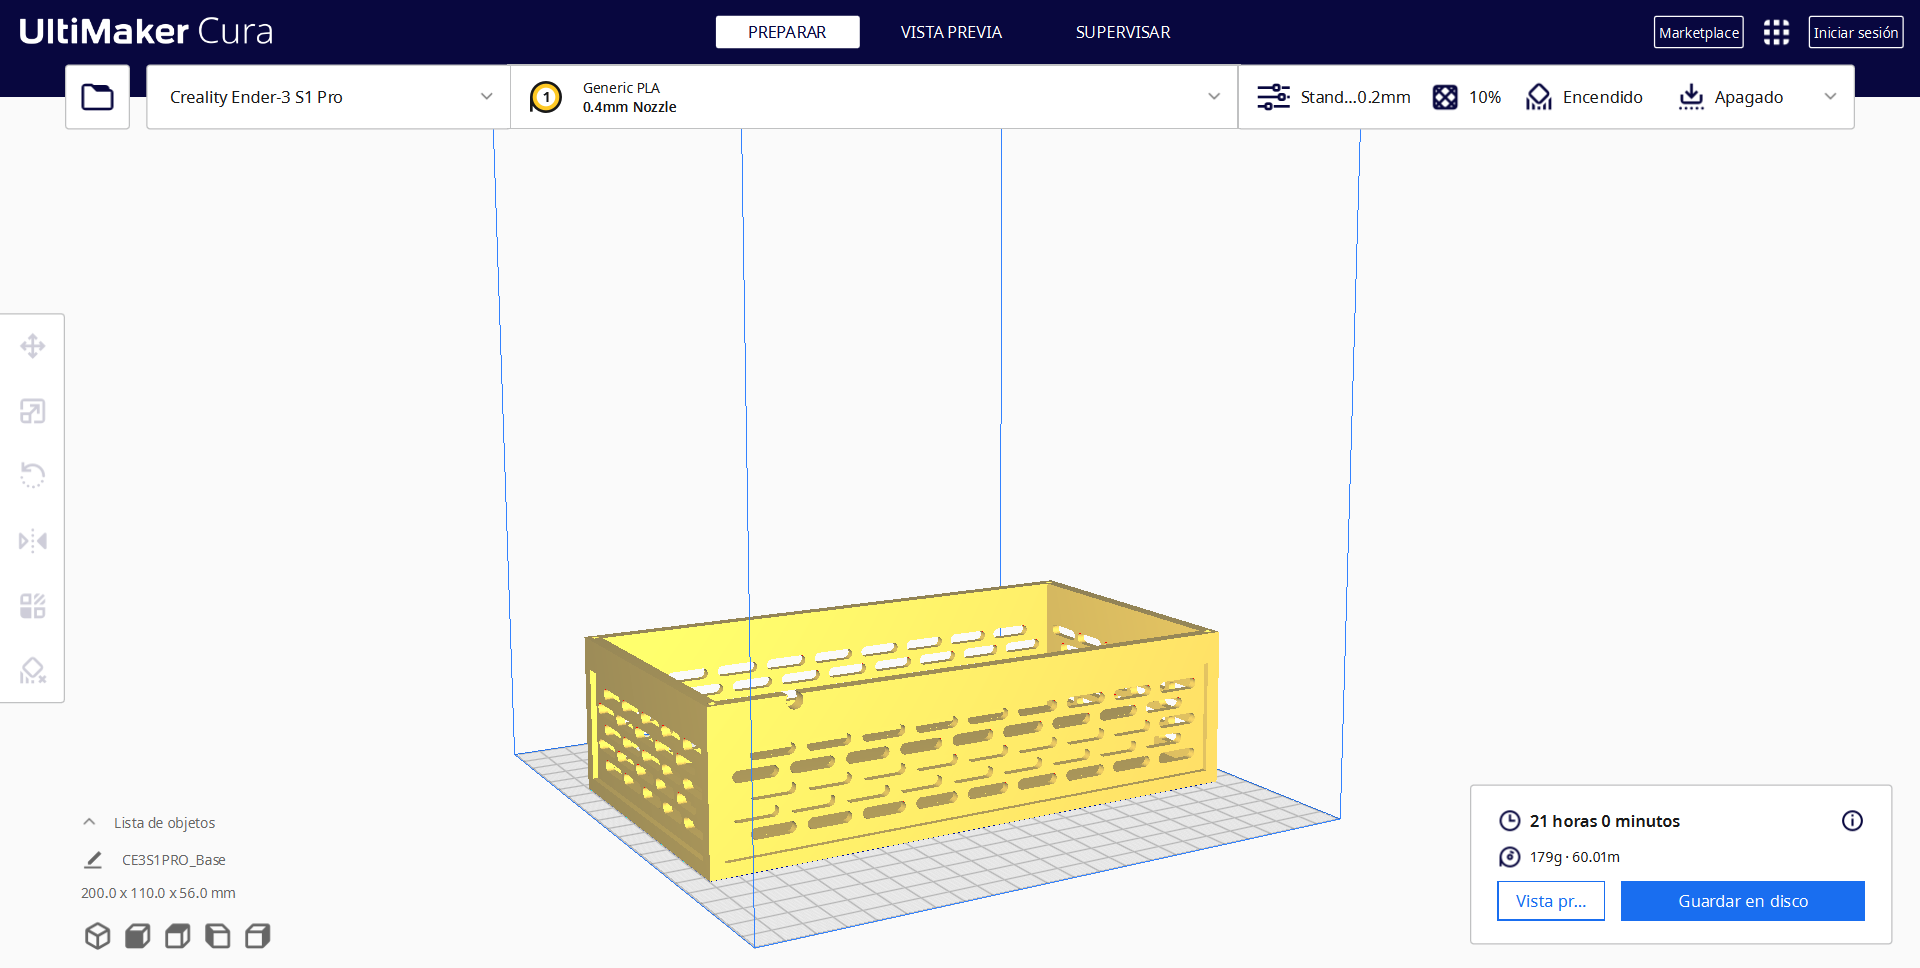 UltiMaker Cura
PREPARAR
VISTA PREVIA
SUPERVISAR
Marketplace
Iniciar sesión
Creality Ender-3 S1 Pro
1
Generic PLA
0.4mm Nozzle
Stand...0.2mm
10%
Encendido
Apagado
Lista de objetos
CE3S1PRO_Base
200.0 x 110.0 x 56.0 mm
21 horas 0 minutos
179g · 60.01m
Vista pr...
Guardar en disco